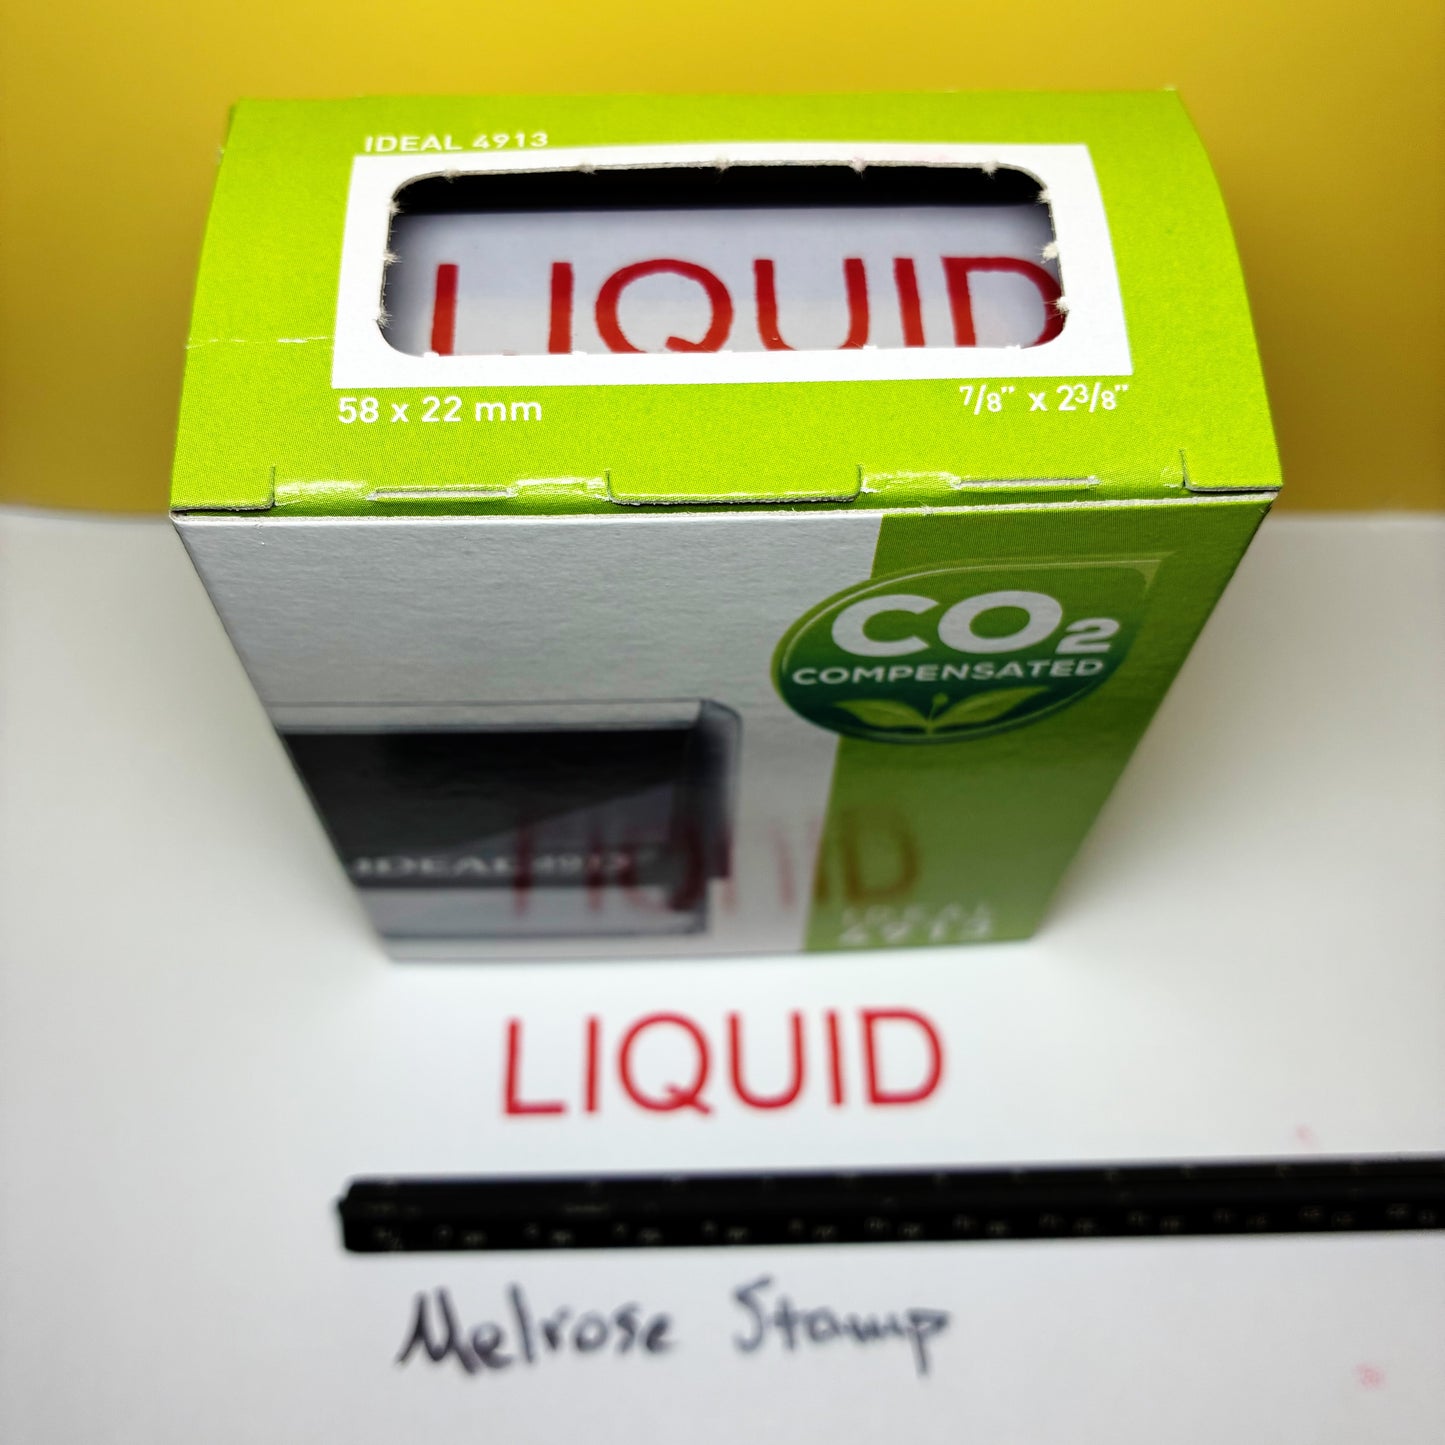 IDEAL 4913
LIQUID
58 x 22 mm
7/8" x 2 3/8"
CO2
COMPENSATED
IDEAL 4913
LIQUID
IDEAL
4913
LIQUID
Melrose Stamp